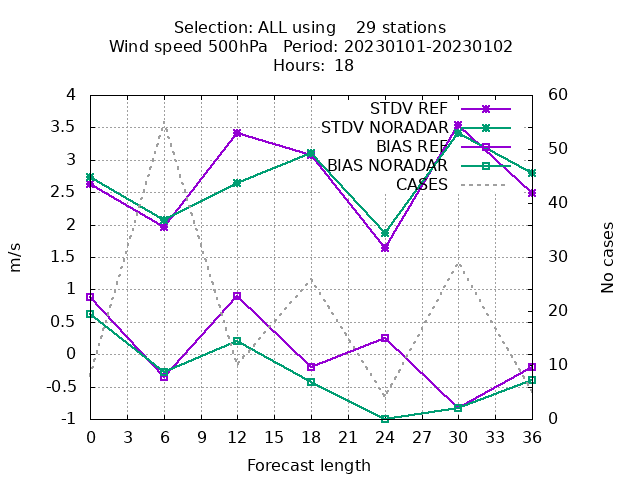 Selection: ALL using    29 stations
Wind speed 500hPa   Period: 20230101-20230102
Hours:  18
STDV REF
STDV NORADAR
BIAS REF
BIAS NORADAR
CASES
4
3.5
3
2.5
2
1.5
1
0.5
0
-0.5
-1
m/s
60
50
40
30
20
10
0
No cases
0 3 6 9 12 15 18 21 24 27 30 33 36
Forecast length